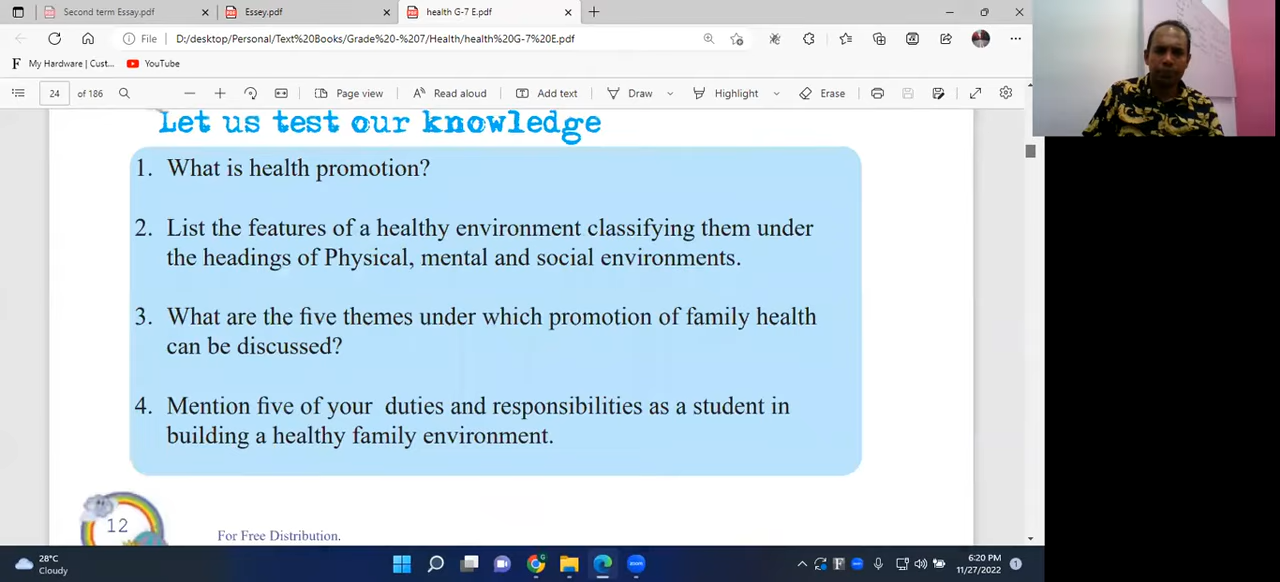 Second term Essay.pdf
Essey.pdf
health G-7 E.pdf
File
D:/desktop/Personal/Text%20Books/Grade%20-%207/Health/health%20G-7%20E.pdf
My Hardware | Cust...
YouTube
24 of 186
Page view
Read aloud
Add text
Draw
Highlight
Erase
Let us test our knowledge
1. What is health promotion?
2. List the features of a healthy environment classifying them under
the headings of Physical, mental and social environments.
3. What are the five themes under which promotion of family health
can be discussed?
4. Mention five of your duties and responsibilities as a student in
building a healthy family environment.
12
For Free Distribution.
28°C
Cloudy
6:20 PM
11/27/2022
1